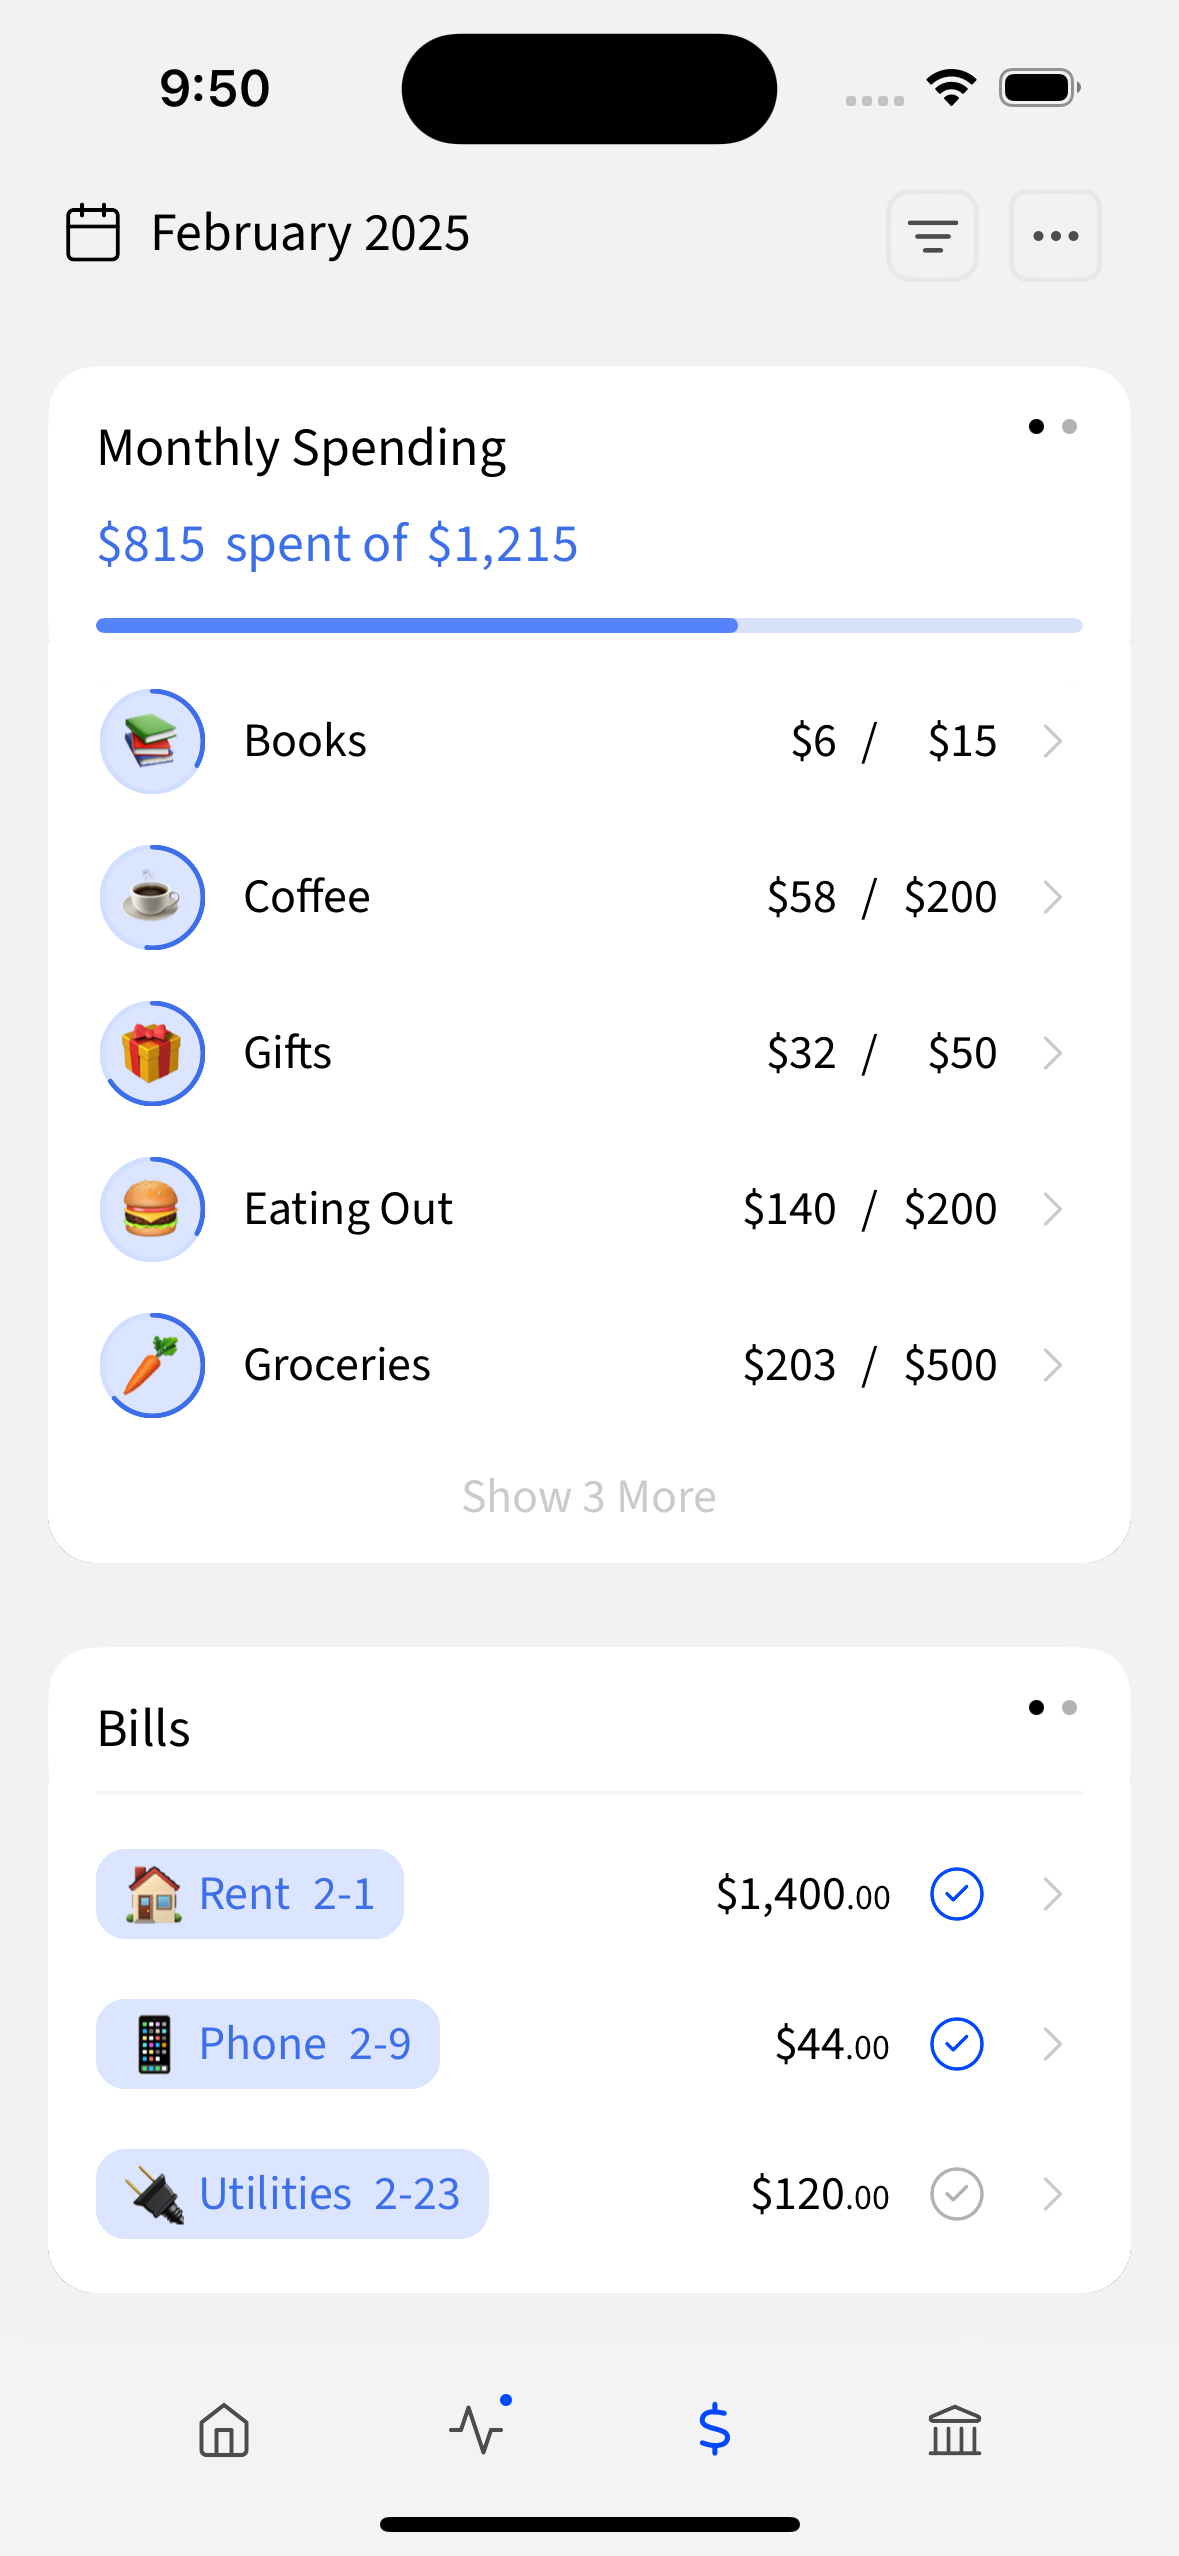 9:50
February 2025
Monthly Spending
$815 spent of $1,215
Books $6 / $15
Coffee $58 / $200
Gifts $32 / $50
Eating Out $140 / $200
Groceries $203 / $500
Show 3 More
Bills
Rent 2-1 $1,400.00
Phone 2-9 $44.00
Utilities 2-23 $120.00